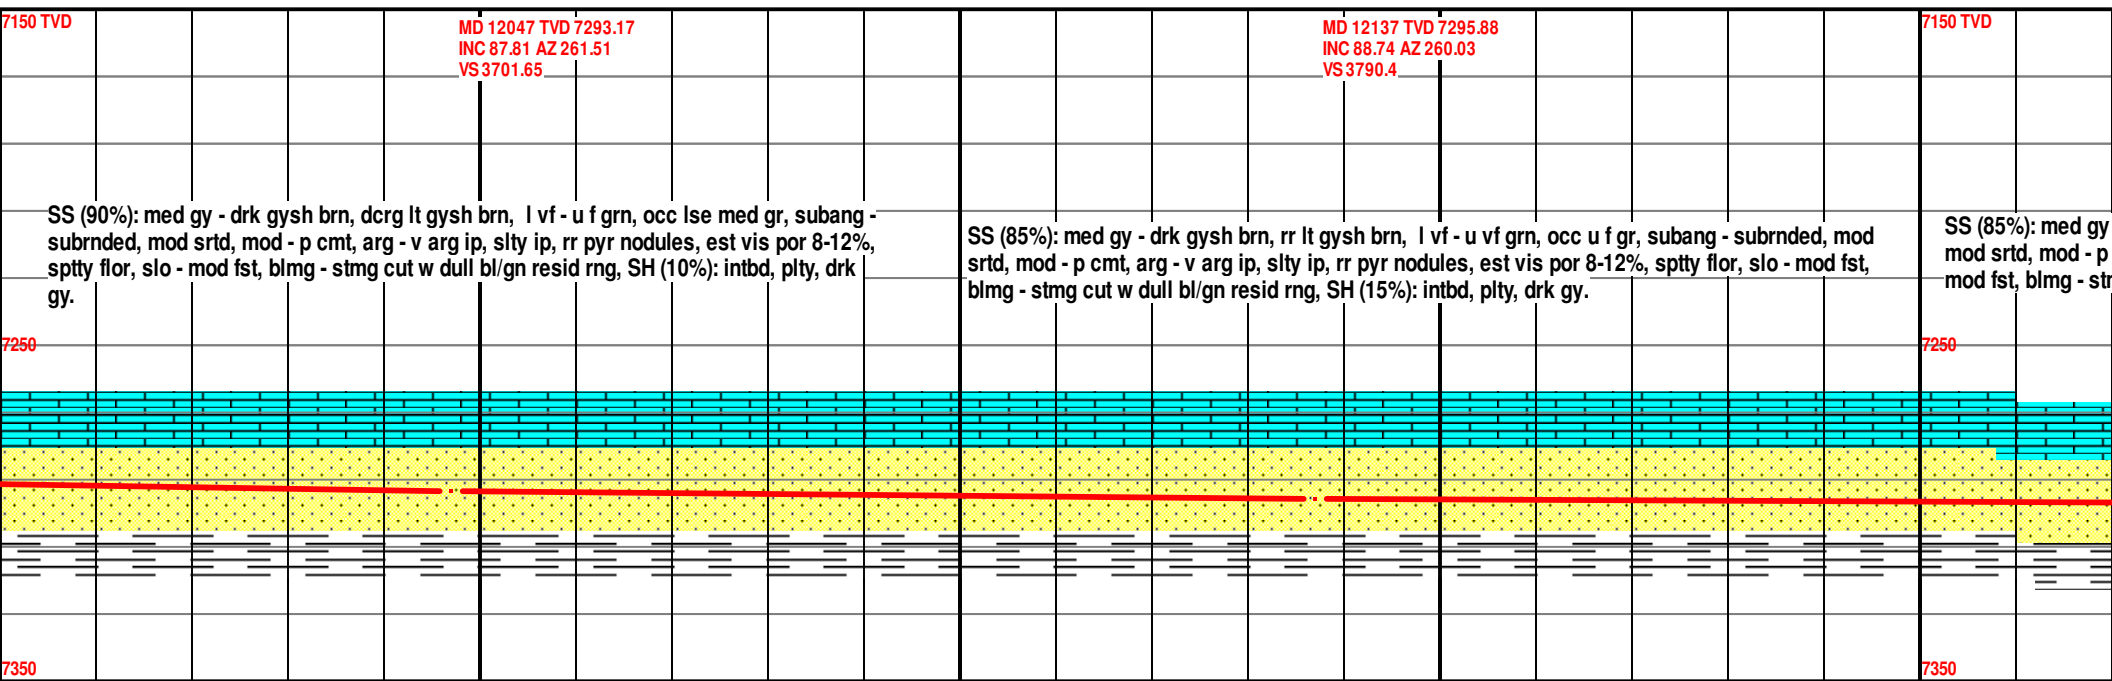 7150 TVD
MD 12047 TVD 7293.17
INC 87.81 AZ 261.51
VS 3701.65
MD 12137 TVD 7295.88
INC 88.74 AZ 260.03
VS 3790.4
7150 TVD
SS (90%): med gy - drk gysh brn, dcrg lt gysh brn, l vf - u f grn, occ lse med gr, subang -
subrnded, mod srtd, mod - p cmt, arg - v arg ip, slty ip, rr pyr nodules, est vis por 8-12%,
sptty flor, slo - mod fst, blmg - stmg cut w dull bl/gn resid rng, SH (10%): intbd, plty, drk
gy.
SS (85%): med gy - drk gysh brn, rr lt gysh brn, l vf - u vf grn, occ u f gr, subang - subrnded, mod
srtd, mod - p cmt, arg - v arg ip, slty ip, rr pyr nodules, est vis por 8-12%, sptty flor, slo - mod fst,
blmg - stmg cut w dull bl/gn resid rng, SH (15%): intbd, plty, drk gy.
SS (85%): med gy
mod srtd, mod - p
mod fst, blmg - str
7250
7250
7350
7350